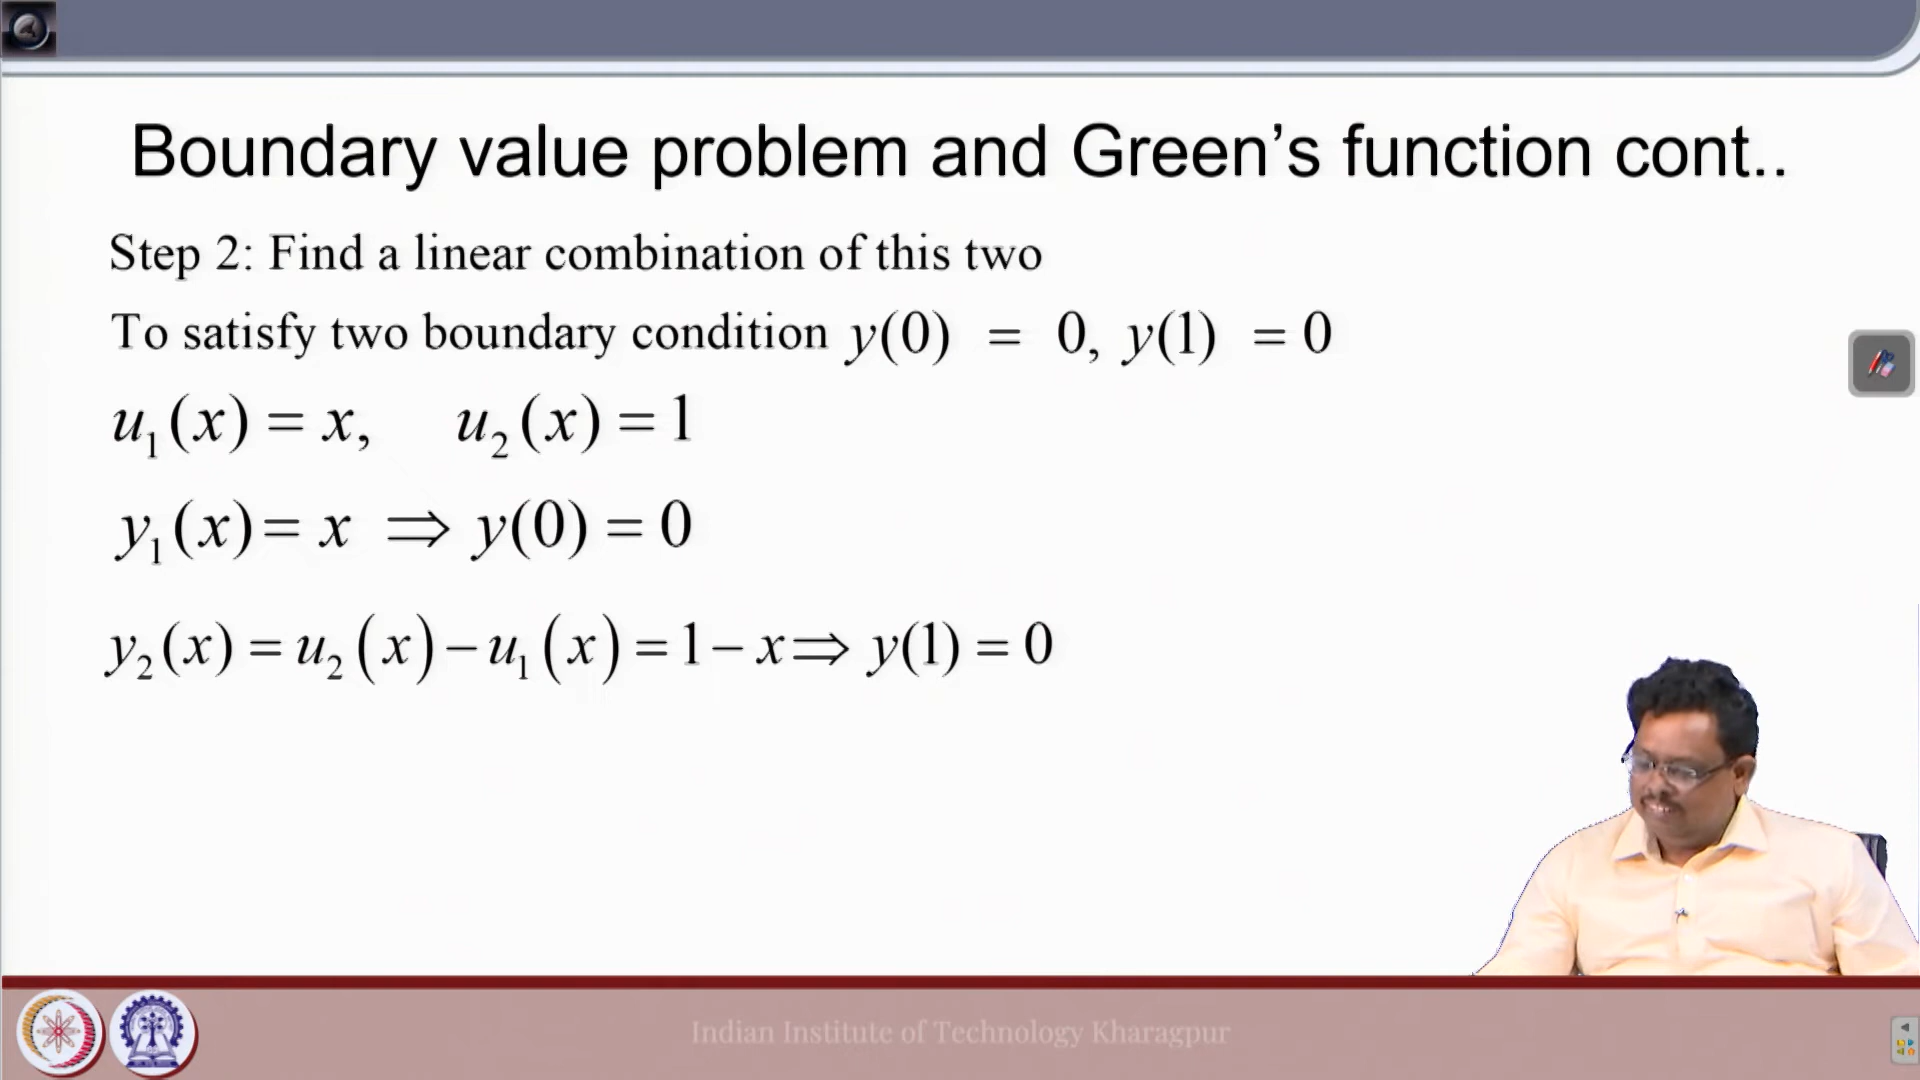 Boundary value problem and Green's function cont..
Step 2: Find a linear combination of this two
To satisfy two boundary condition y(0) = 0, y(1) = 0
u₁(x) = x, u₂(x) = 1
y₁(x) = x ⇒ y(0) = 0
y₂(x) = u₂(x) − u₁(x) = 1 − x ⇒ y(1) = 0
Indian Institute of Technology Kharagpur